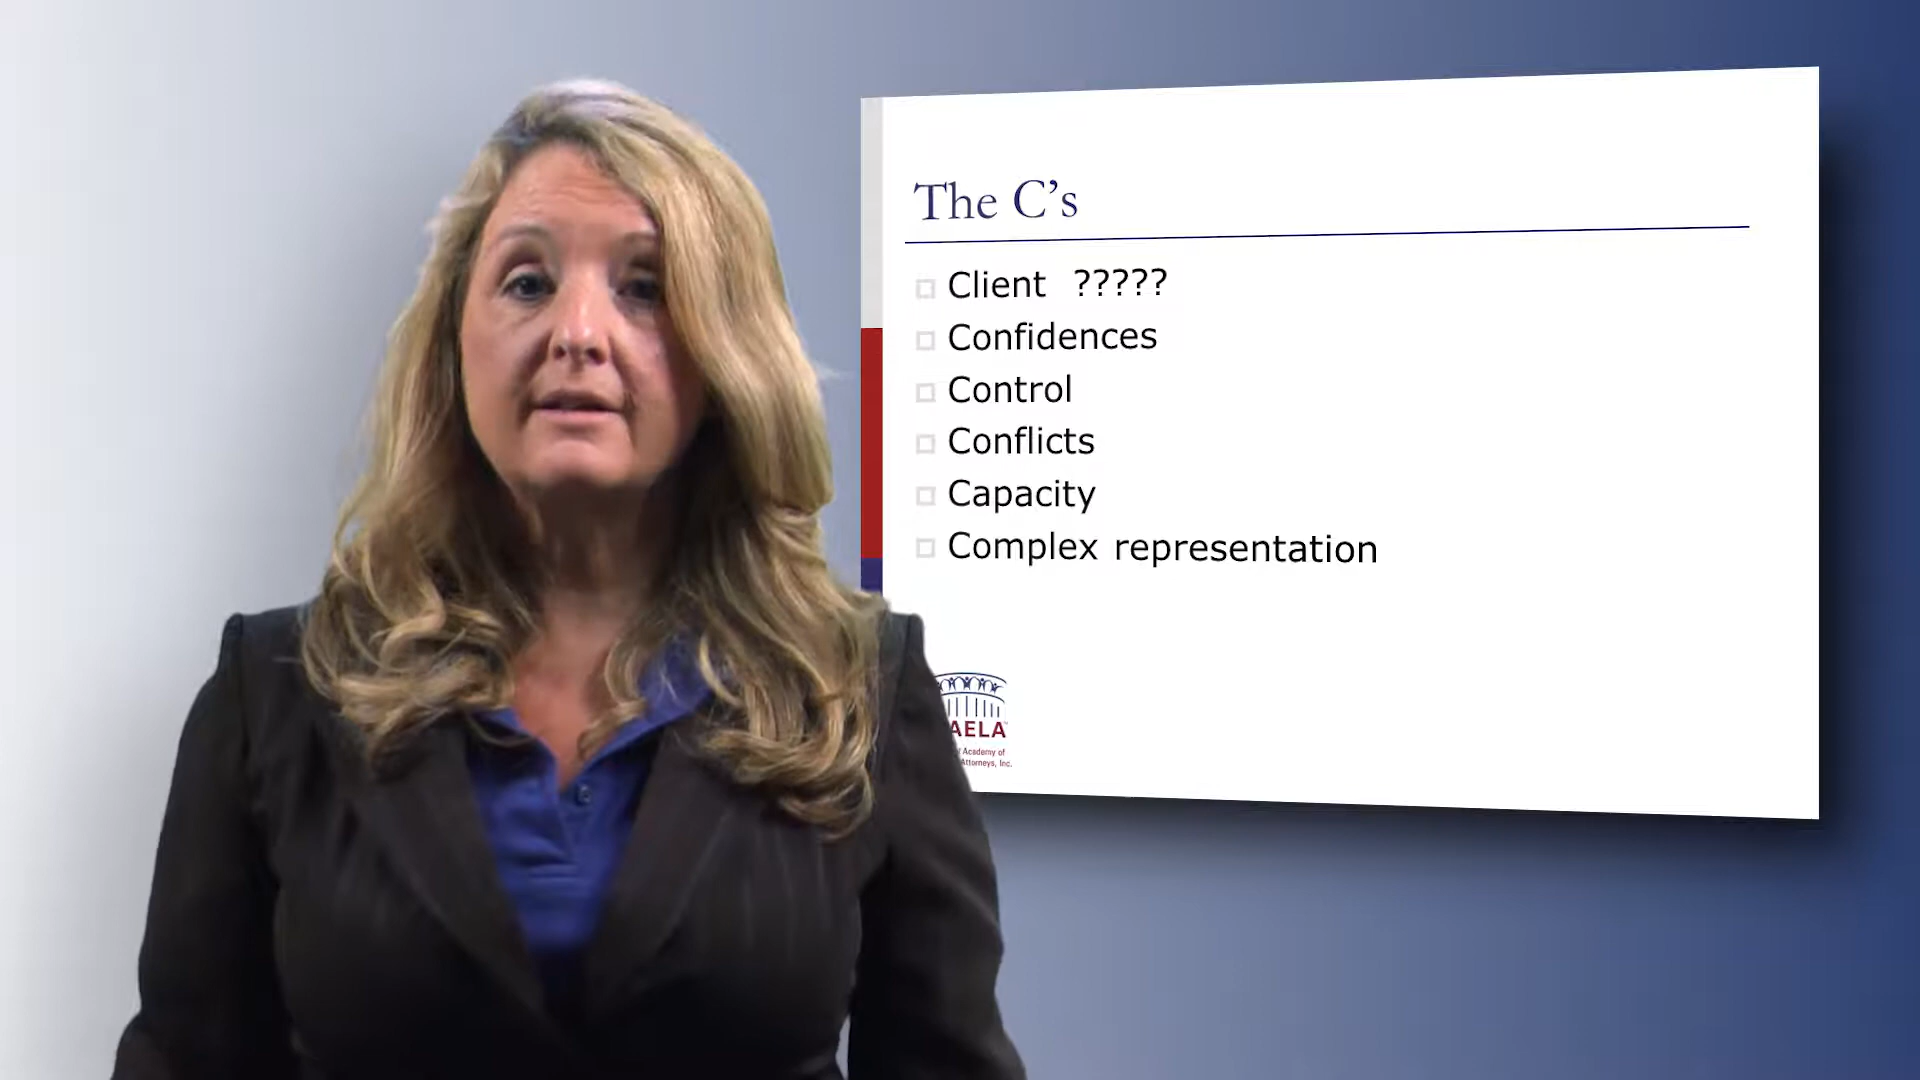 The C's
Client ?????
Confidences
Control
Conflicts
Capacity
Complex representation
AELA
Academy of
Attorneys, Inc.